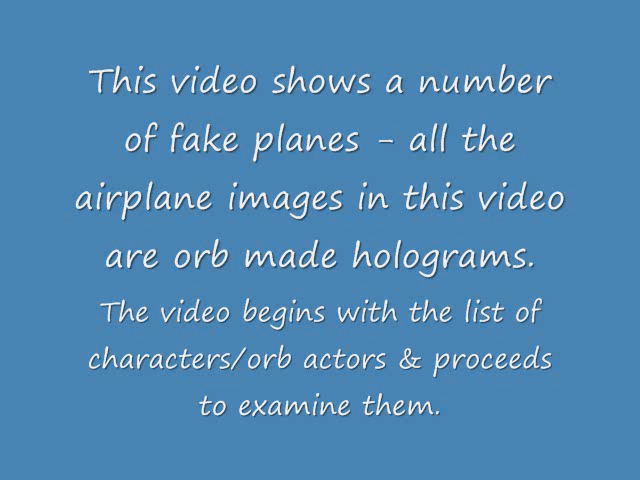 This video shows a number
of fake planes - all the
airplane images in this video
are orb made holograms.
The video begins with the list of
characters/orb actors & proceeds
to examine them.